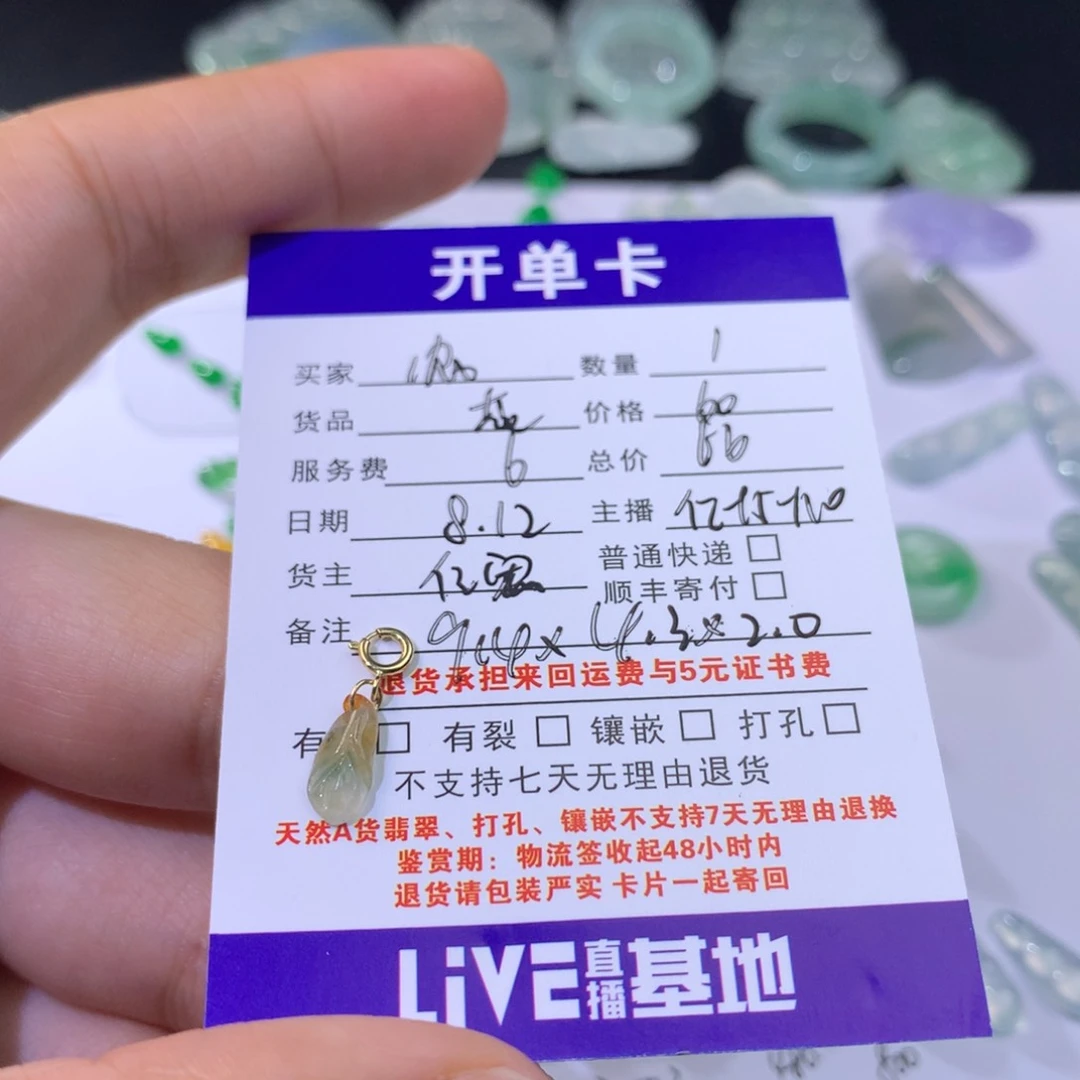 开单卡
买家 数量 1
货品 价格 60
服务费 6 总价 66
日期 8.12 主播
货主 普通快递 □
顺丰寄付 □
备注 9.4x4.3x2.0
退货承担来回运费与5元证书费
有 □ 有裂 □ 镶嵌 □ 打孔 □
不支持七天无理由退货
天然A货翡翠、打孔、镶嵌不支持7天无理由退换
鉴赏期：物流签收起48小时内
退货请包装严实 卡片一起寄回
LiVE直播基地